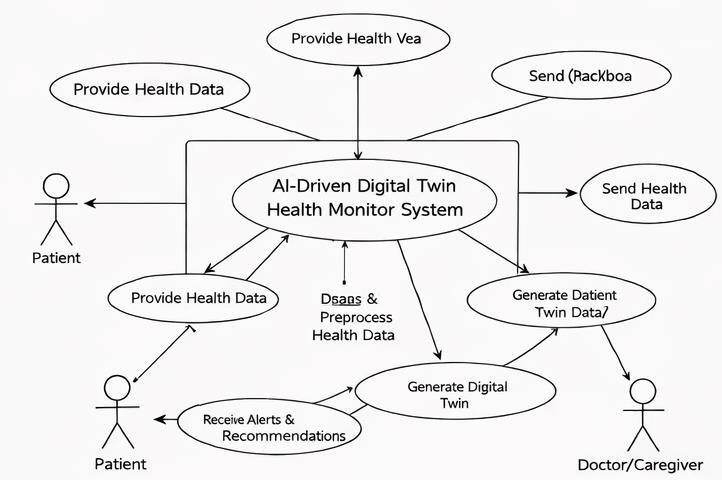 Provide Health Vea
Provide Health Data
Send (Rackboa
AI-Driven Digital Twin
Health Monitor System
Send Health
Data
Patient
Provide Health Data
Dsans &
Preprocess
Health Data
Generate Datient
Twin Data/
Generate Digital
Twin
Receive Alerts &
Recommendations
Patient
Doctor/Caregiver